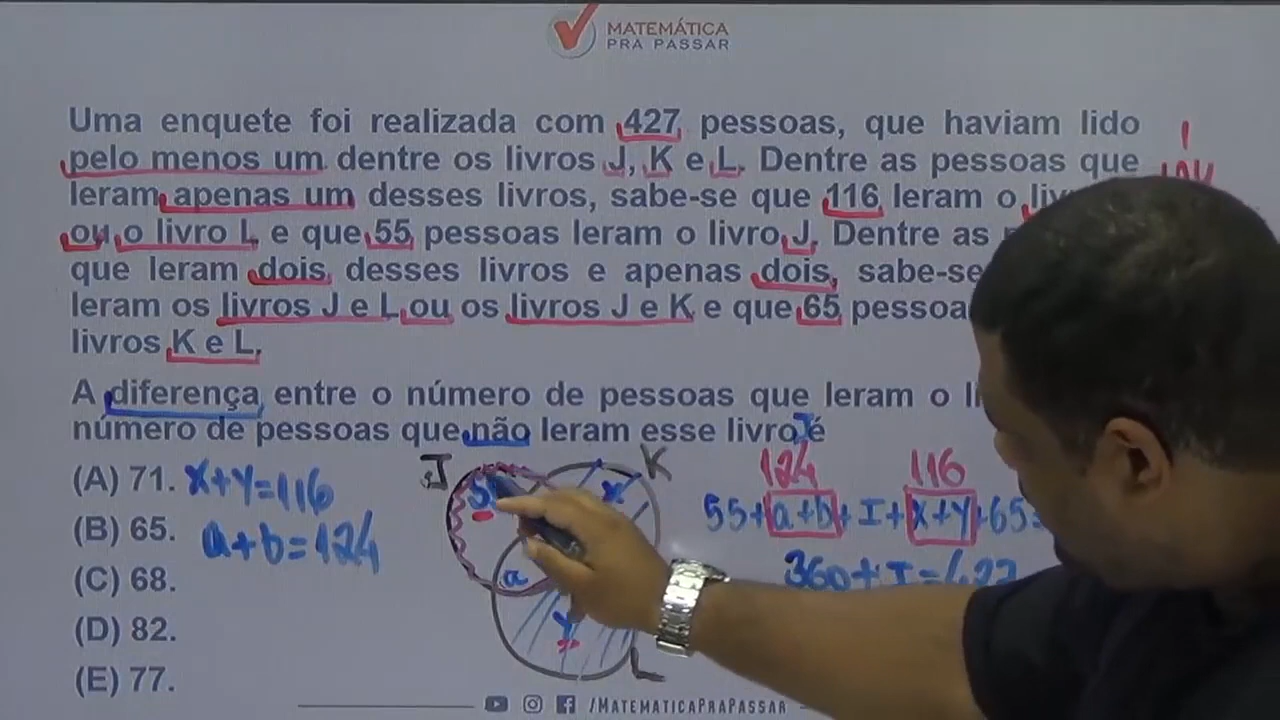 MATEMÁTICA
PRA PASSAR
Uma enquete foi realizada com 427 pessoas, que haviam lido
pelo menos um dentre os livros J, K e L. Dentre as pessoas que
leram apenas um desses livros, sabe-se que 116 leram o
ou o livro L e que 55 pessoas leram o livro J. Dentre as
que leram dois desses livros e apenas dois, sabe-se
leram os livros J e L ou os livros J e K e que 65
livros K e L.
A diferença entre o número de pessoas que leram o
número de pessoas que não leram esse livro J é
(A) 71. x+y=116
(B) 65. a+b=124
(C) 68.
(D) 82.
(E) 77.
J
K
x
a
y
L
124 116
55+a+b+I+x+y+65=
360+I=427
/MATEMATICAPRAPASSAR